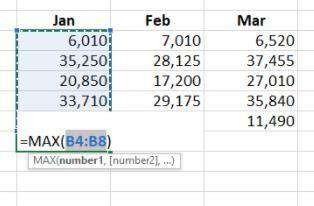 Jan Feb Mar
6,010 7,010 6,520
35,250 28,125 37,455
20,850 17,200 27,010
33,710 29,175 35,840
11,490
=MAX(B4:B8)
MAX(number1, [number2], ...)